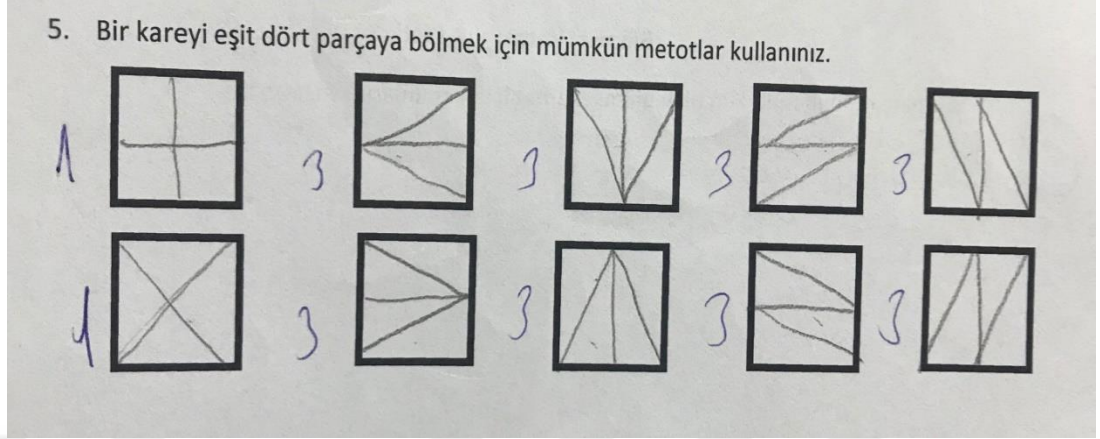 5. Bir kareyi eşit dört parçaya bölmek için mümkün metotlar kullanınız.
1 3 3 3 3
1 3 3 3 3